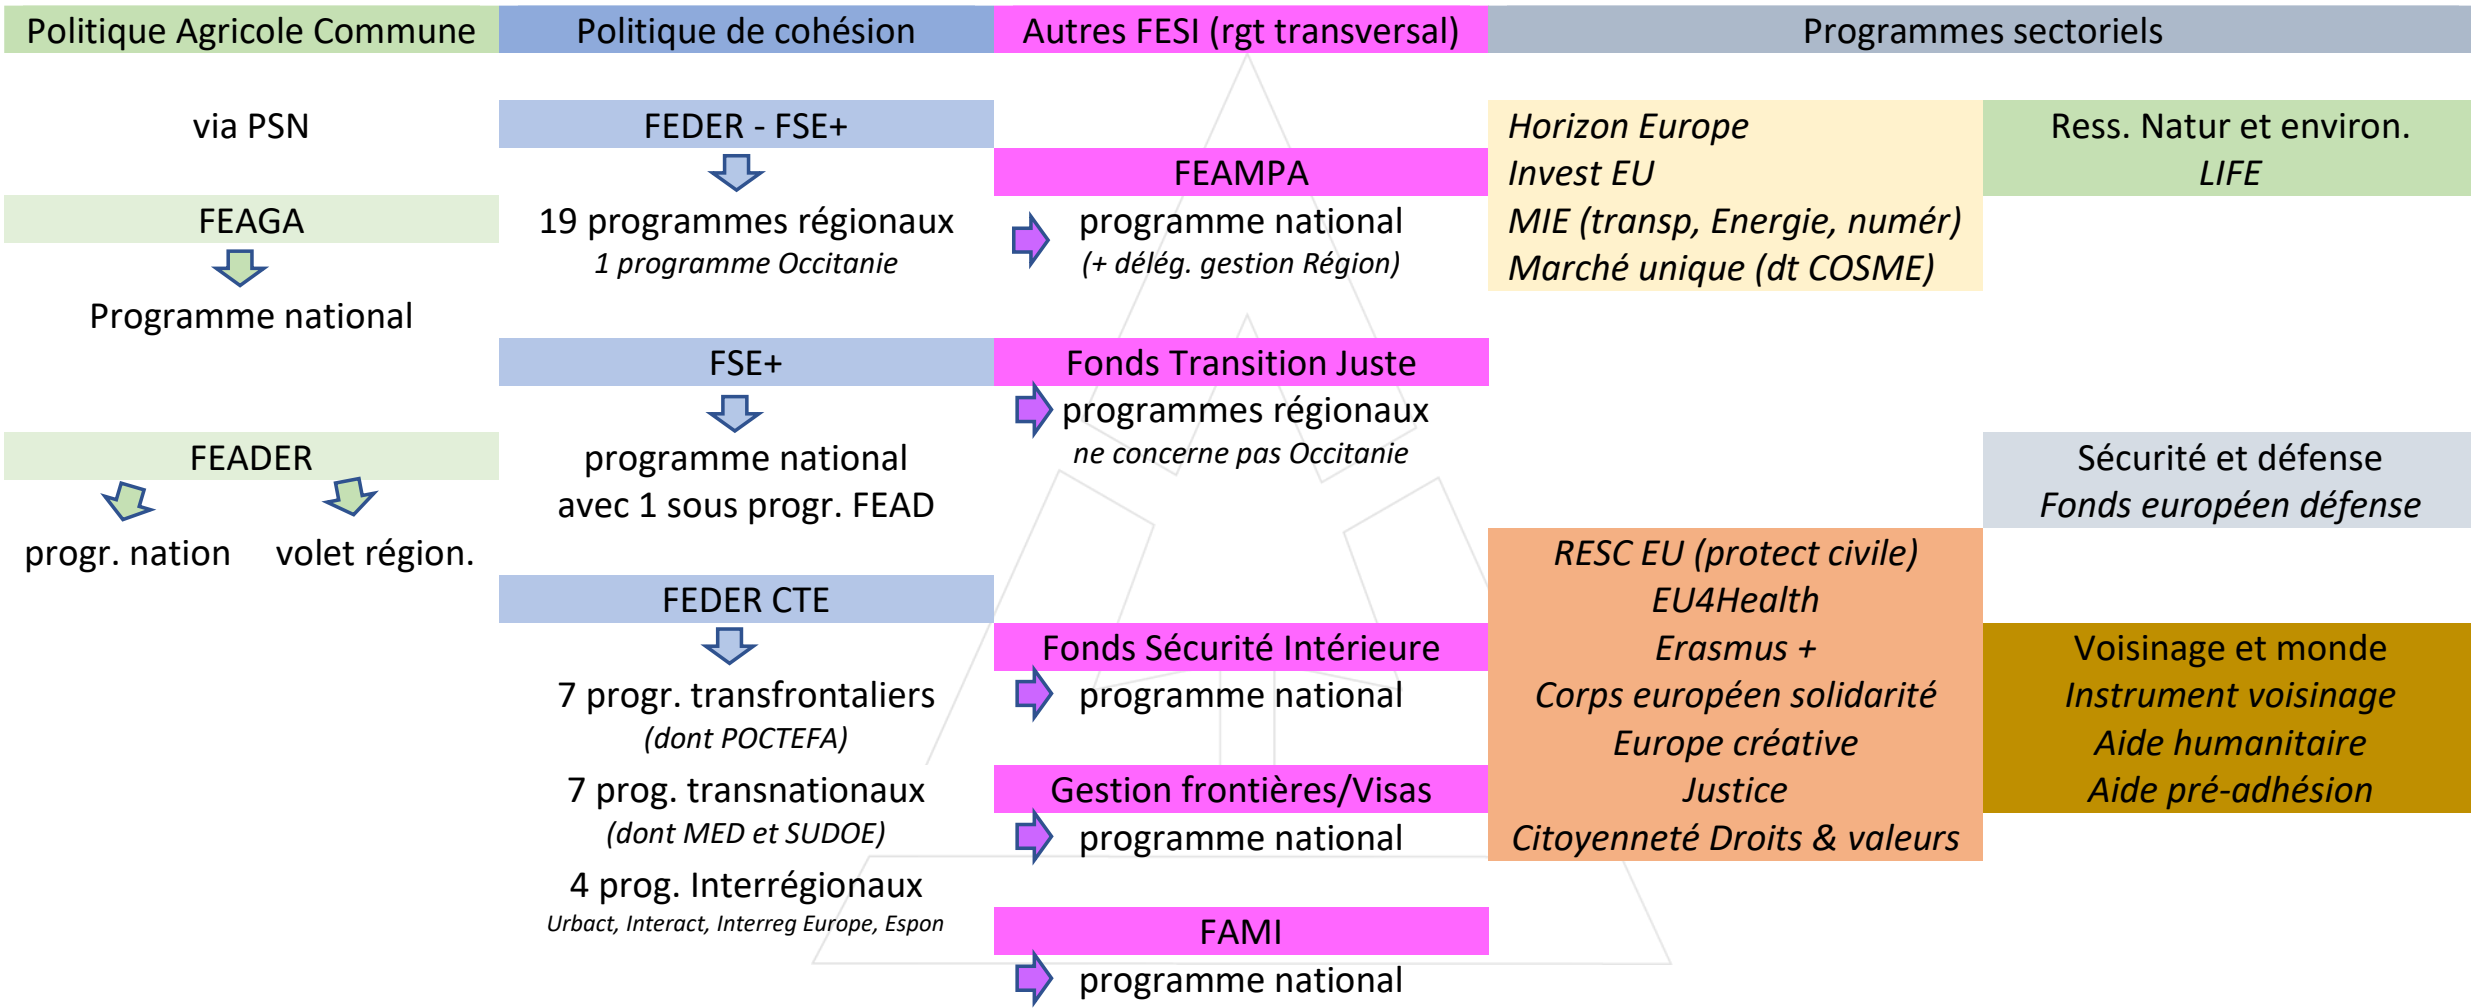 Politique Agricole Commune
via PSN
FEAGA
Programme national
FEADER
progr. nation
volet région.
Politique de cohésion
FEDER - FSE+
19 programmes régionaux
1 programme Occitanie
FSE+
programme national
avec 1 sous progr. FEAD
FEDER CTE
7 progr. transfrontaliers
(dont POCTEFA)
7 prog. transnationaux
(dont MED et SUDOE)
4 prog. Interrégionaux
Urbact, Interact, Interreg Europe, Espon
Autres FESI (rgt transversal)
FEAMPA
programme national
(+ délég. gestion Région)
Fonds Transition Juste
programmes régionaux
ne concerne pas Occitanie
Fonds Sécurité Intérieure
programme national
Gestion frontières/Visas
programme national
FAMI
programme national
Programmes sectoriels
Horizon Europe
Invest EU
MIE (transp, Energie, numér)
Marché unique (dt COSME)
RESC EU (protect civile)
EU4Health
Erasmus +
Corps européen solidarité
Europe créative
Justice
Citoyenneté Droits & valeurs
Ress. Natur et environ.
LIFE
Sécurité et défense
Fonds européen défense
Voisinage et monde
Instrument voisinage
Aide humanitaire
Aide pré-adhésion